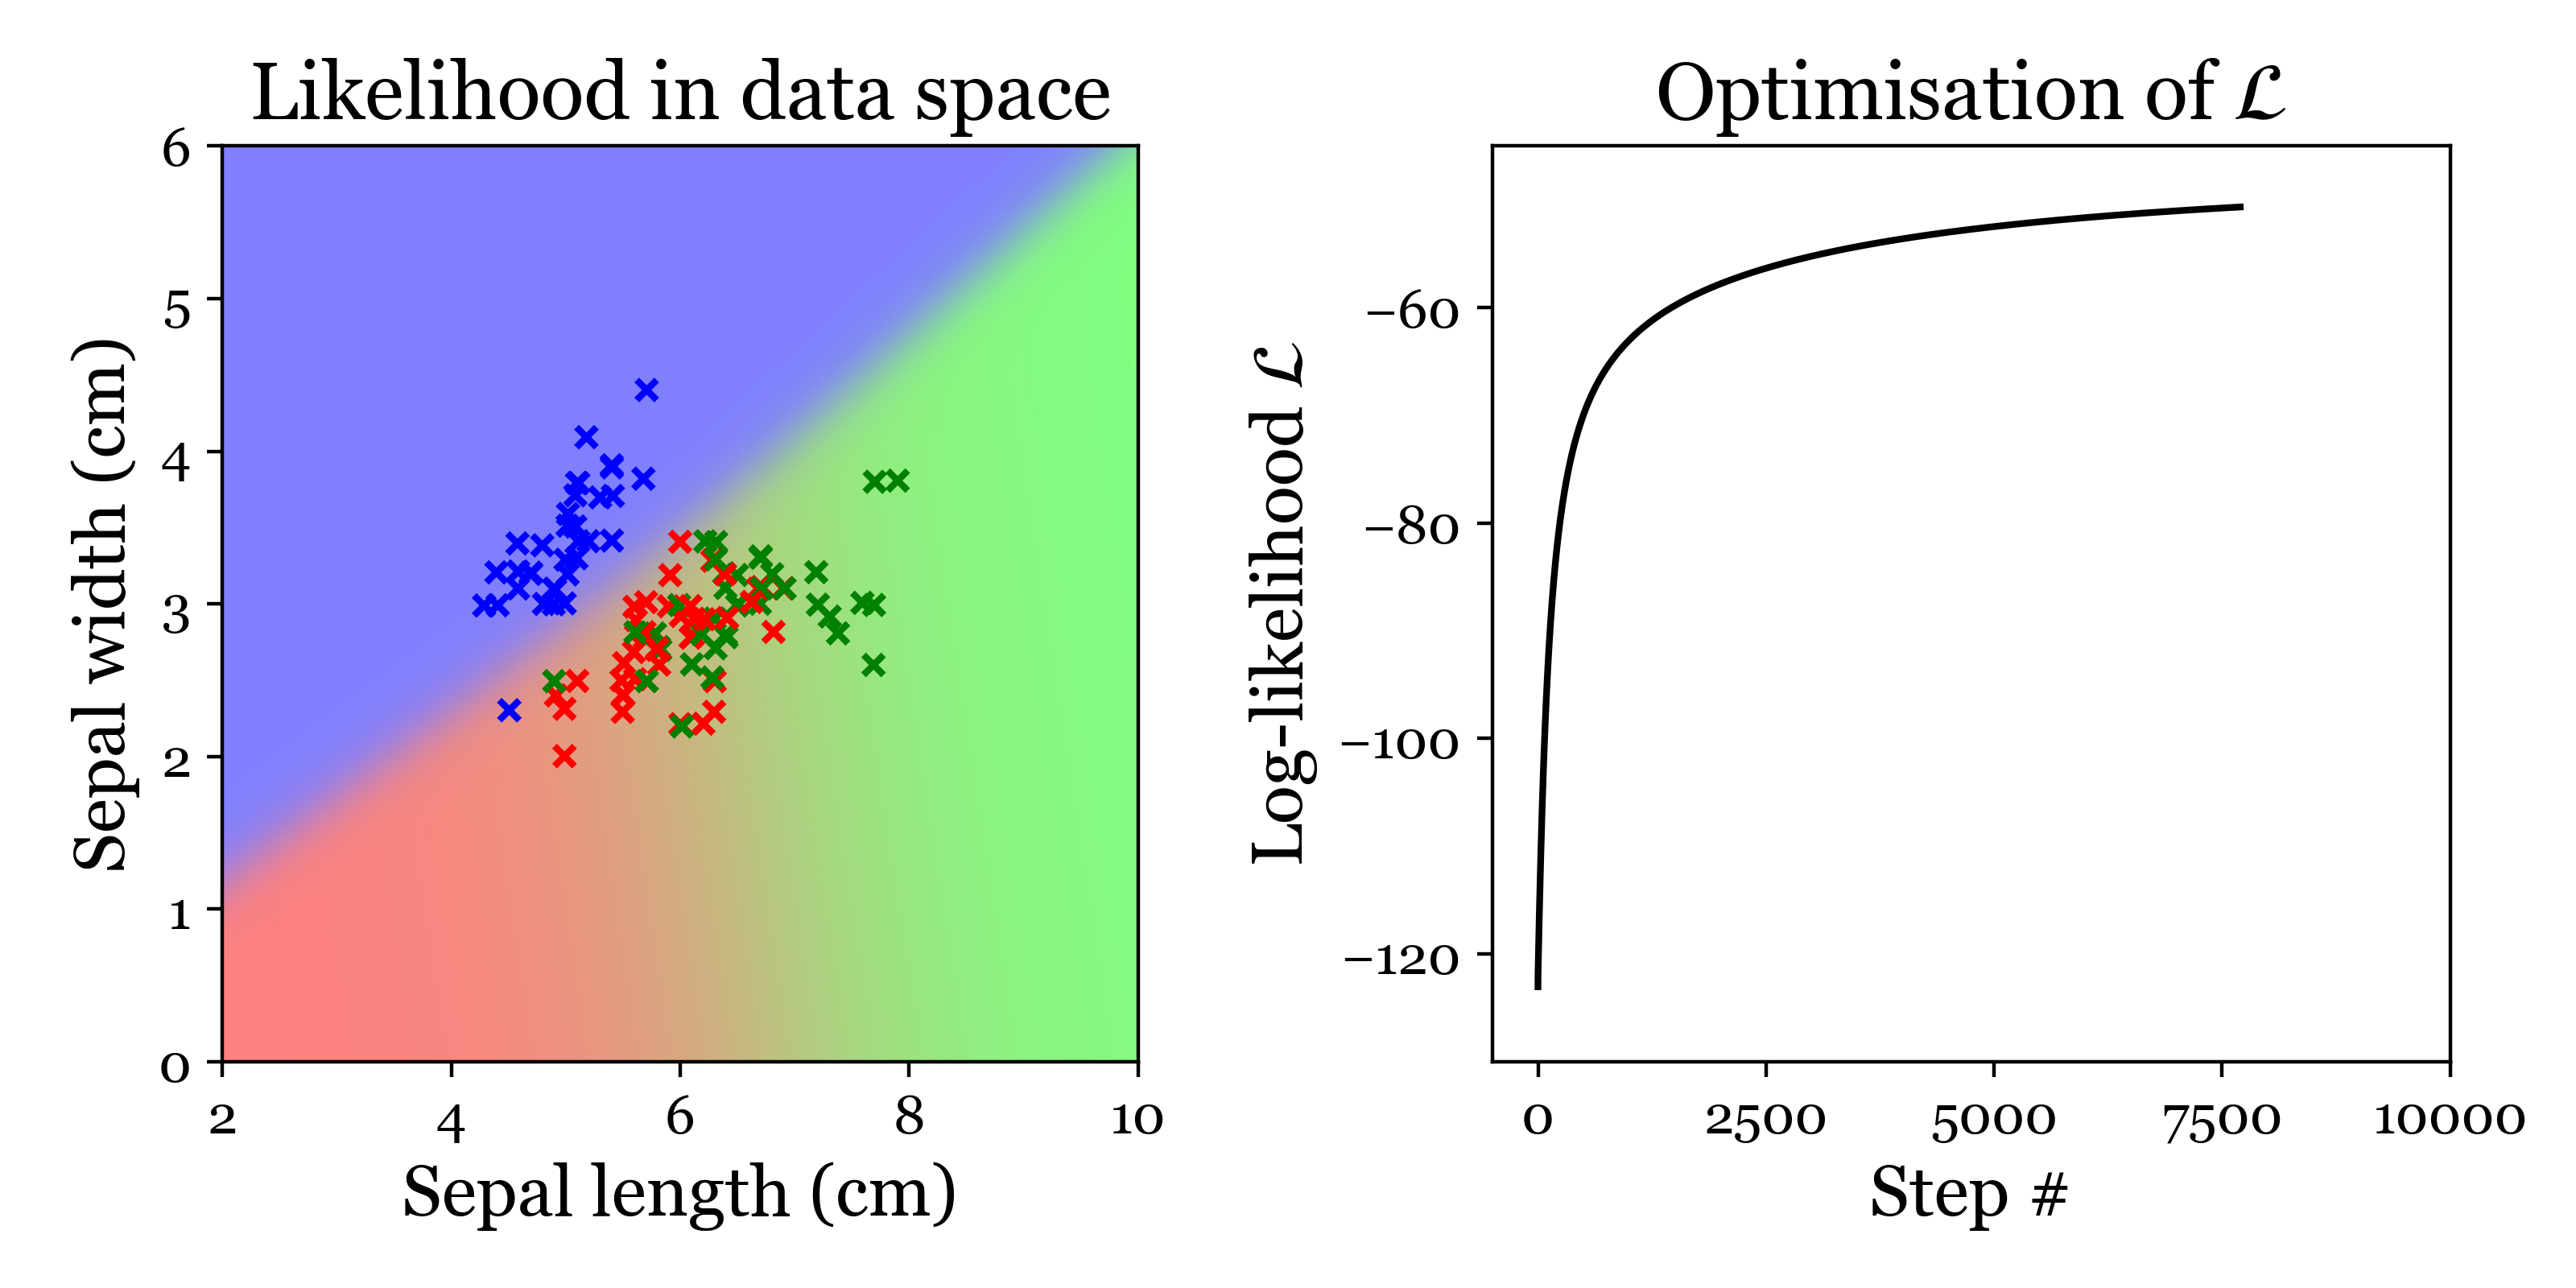 Likelihood in data space
6
5
4
3
2
1
0
Sepal width (cm)
2 4 6 8 10
Sepal length (cm)
Optimisation of ℒ
−60
−80
−100
−120
Log-likelihood ℒ
0 2500 5000 7500 10000
Step #